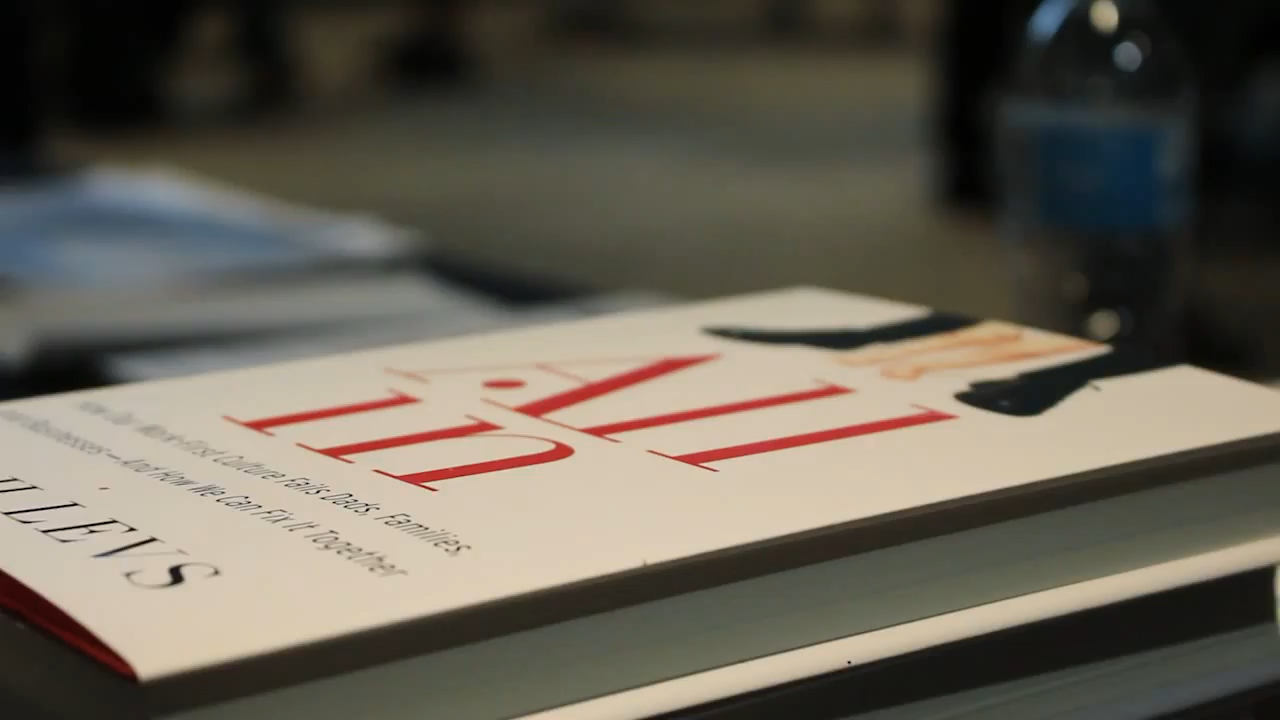 All
in
How Our Work-First Culture Fails Dads, Families,
and Businesses—And How We Can Fix It Together
LEVS